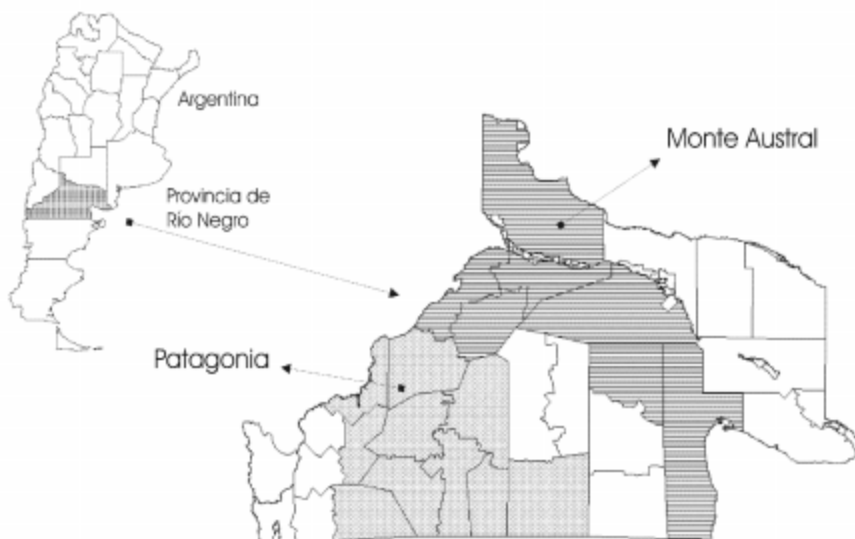 Argentina
Monte Austral
Provincia de
Río Negro
Patagonia